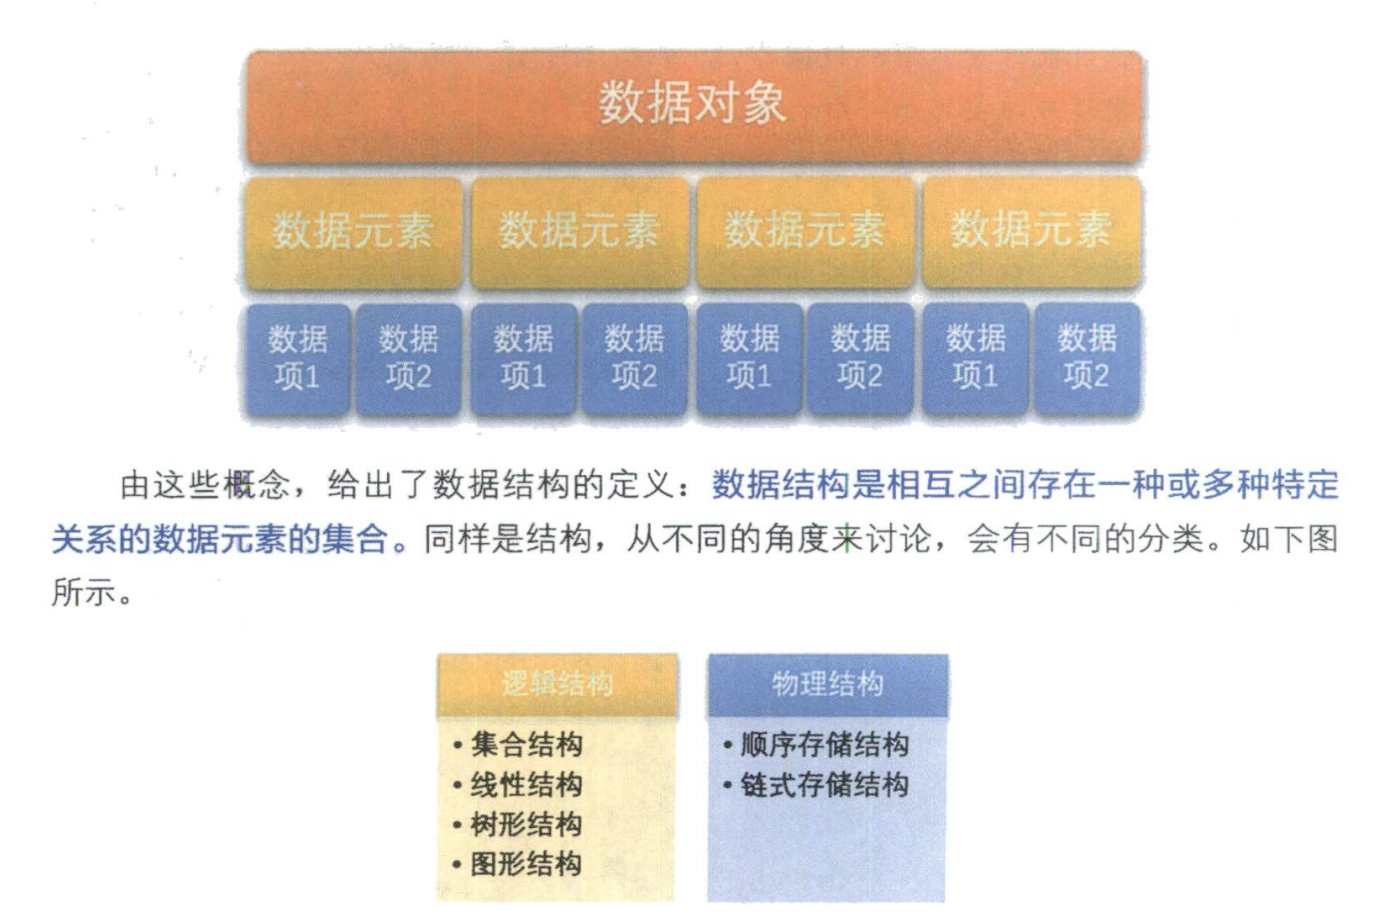 数据对象
数据元素 数据元素 数据元素 数据元素
数据 数据 数据 数据 数据 数据 数据 数据
项1 项2 项1 项2 项1 项2 项1 项2
由这些概念，给出了数据结构的定义：数据结构是相互之间存在一种或多种特定
关系的数据元素的集合。同样是结构，从不同的角度来讨论，会有不同的分类。如下图
所示。
逻辑结构
• 集合结构
• 线性结构
• 树形结构
• 图形结构
物理结构
• 顺序存储结构
• 链式存储结构